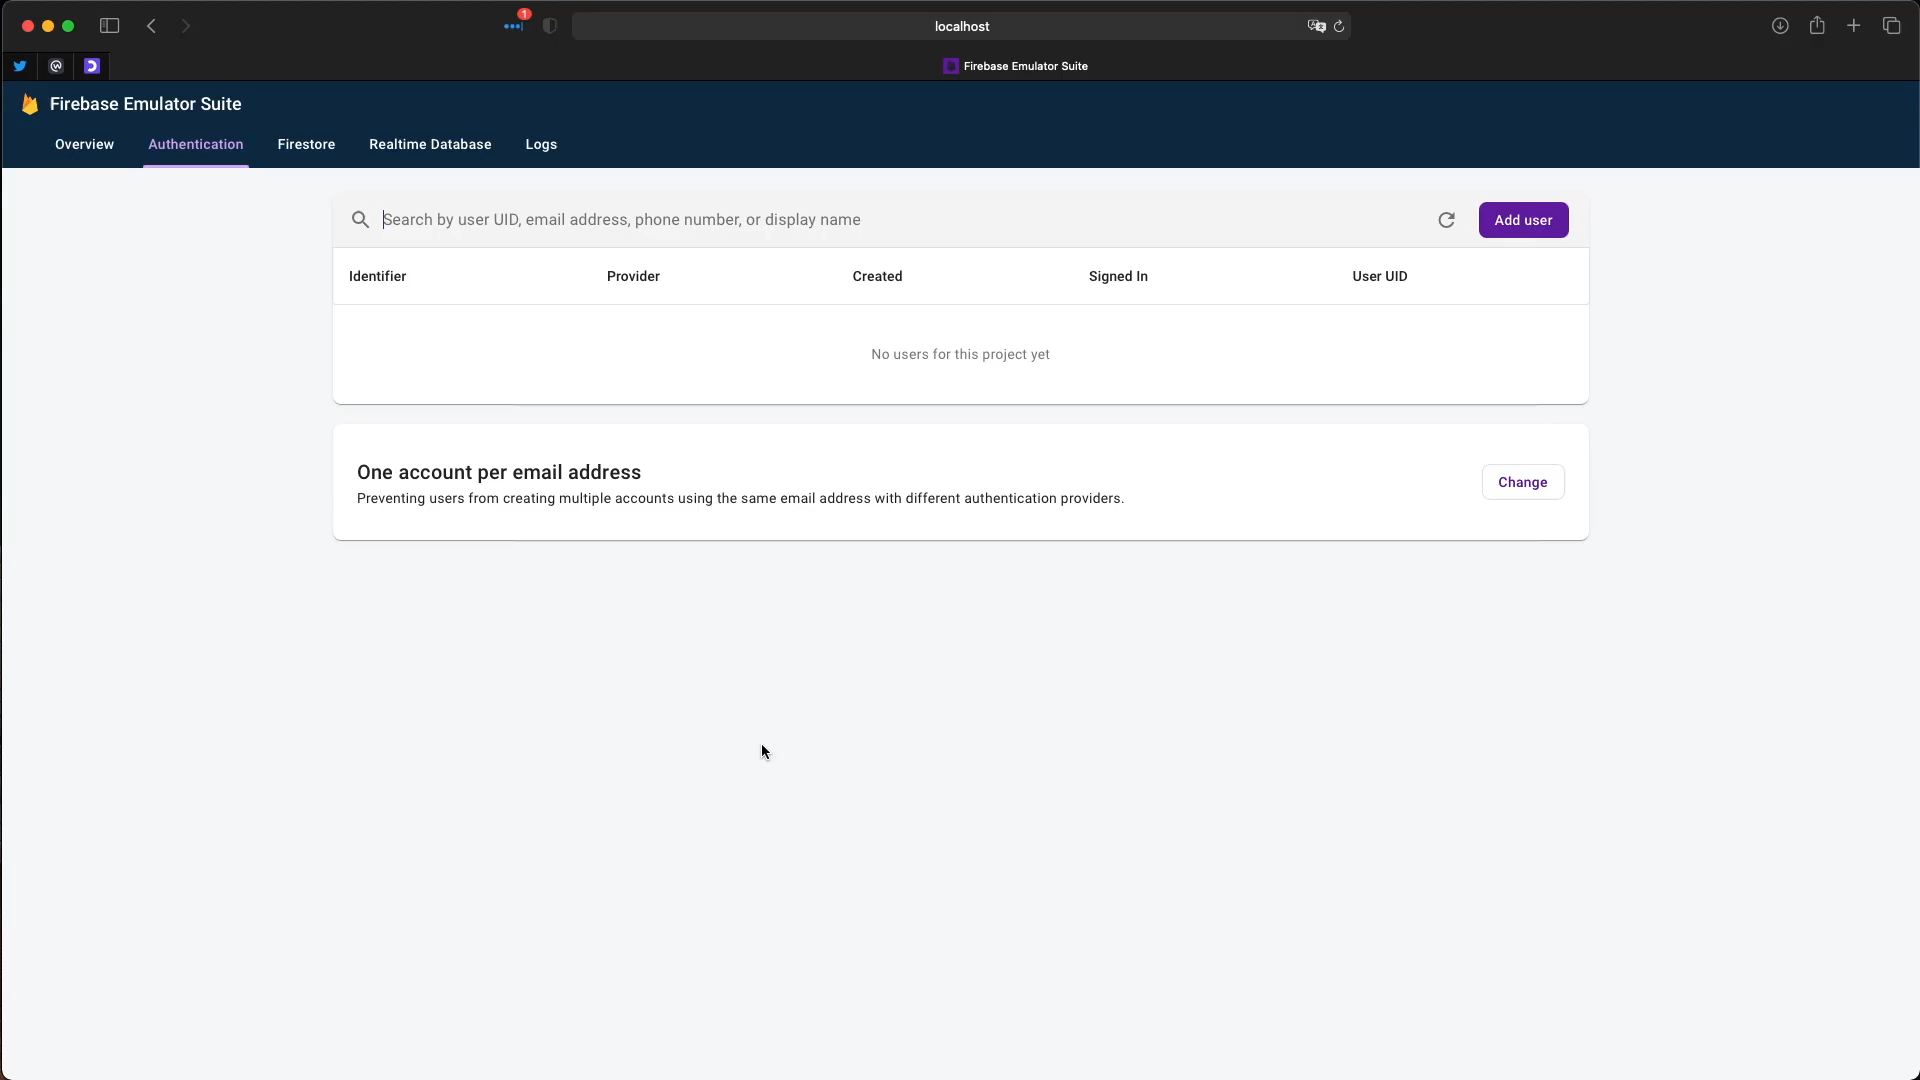 1
localhost
Firebase Emulator Suite
Firebase Emulator Suite
Overview Authentication Firestore Realtime Database Logs
Search by user UID, email address, phone number, or display name
Add user
Identifier Provider Created Signed In User UID
No users for this project yet
One account per email address
Preventing users from creating multiple accounts using the same email address with different authentication providers.
Change